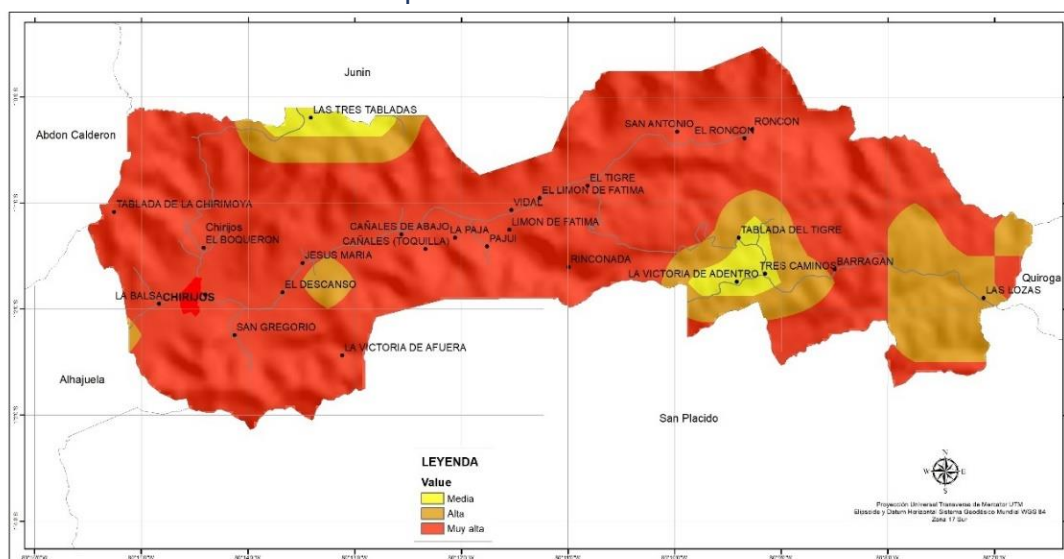 Junin
LAS TRES TABLADAS
Abdon Calderon
SAN ANTONIO
RONCON
EL RONCON
EL TIGRE
EL LIMON DE FATIMA
VIDAL
TABLADA DE LA CHIRIMOYA
Chirijos
EL BOQUERON
CAÑALES DE ABAJO
LA PAJA
LIMON DE FATIMA
CAÑALES (TOQUILLA)
PAJUI
TABLADA DEL TIGRE
JESUS MARIA
RINCONADA
LA VICTORIA DE ADENTRO
TRES CAMINOS
BARRAGAN
Quiroga
EL DESCANSO
LA BALSA
CHIRIJOS
LAS LOZAS
SAN GREGORIO
LA VICTORIA DE AFUERA
Alhajuela
San Placido
LEYENDA
Value
Media
Alta
Muy alta
N
W
E
S
Proyección Universal Transversa de Mercator UTM
Elipsoide y Datum Horizontal Sistema Geodésico Mundial WGS 84
Zona 17 Sur